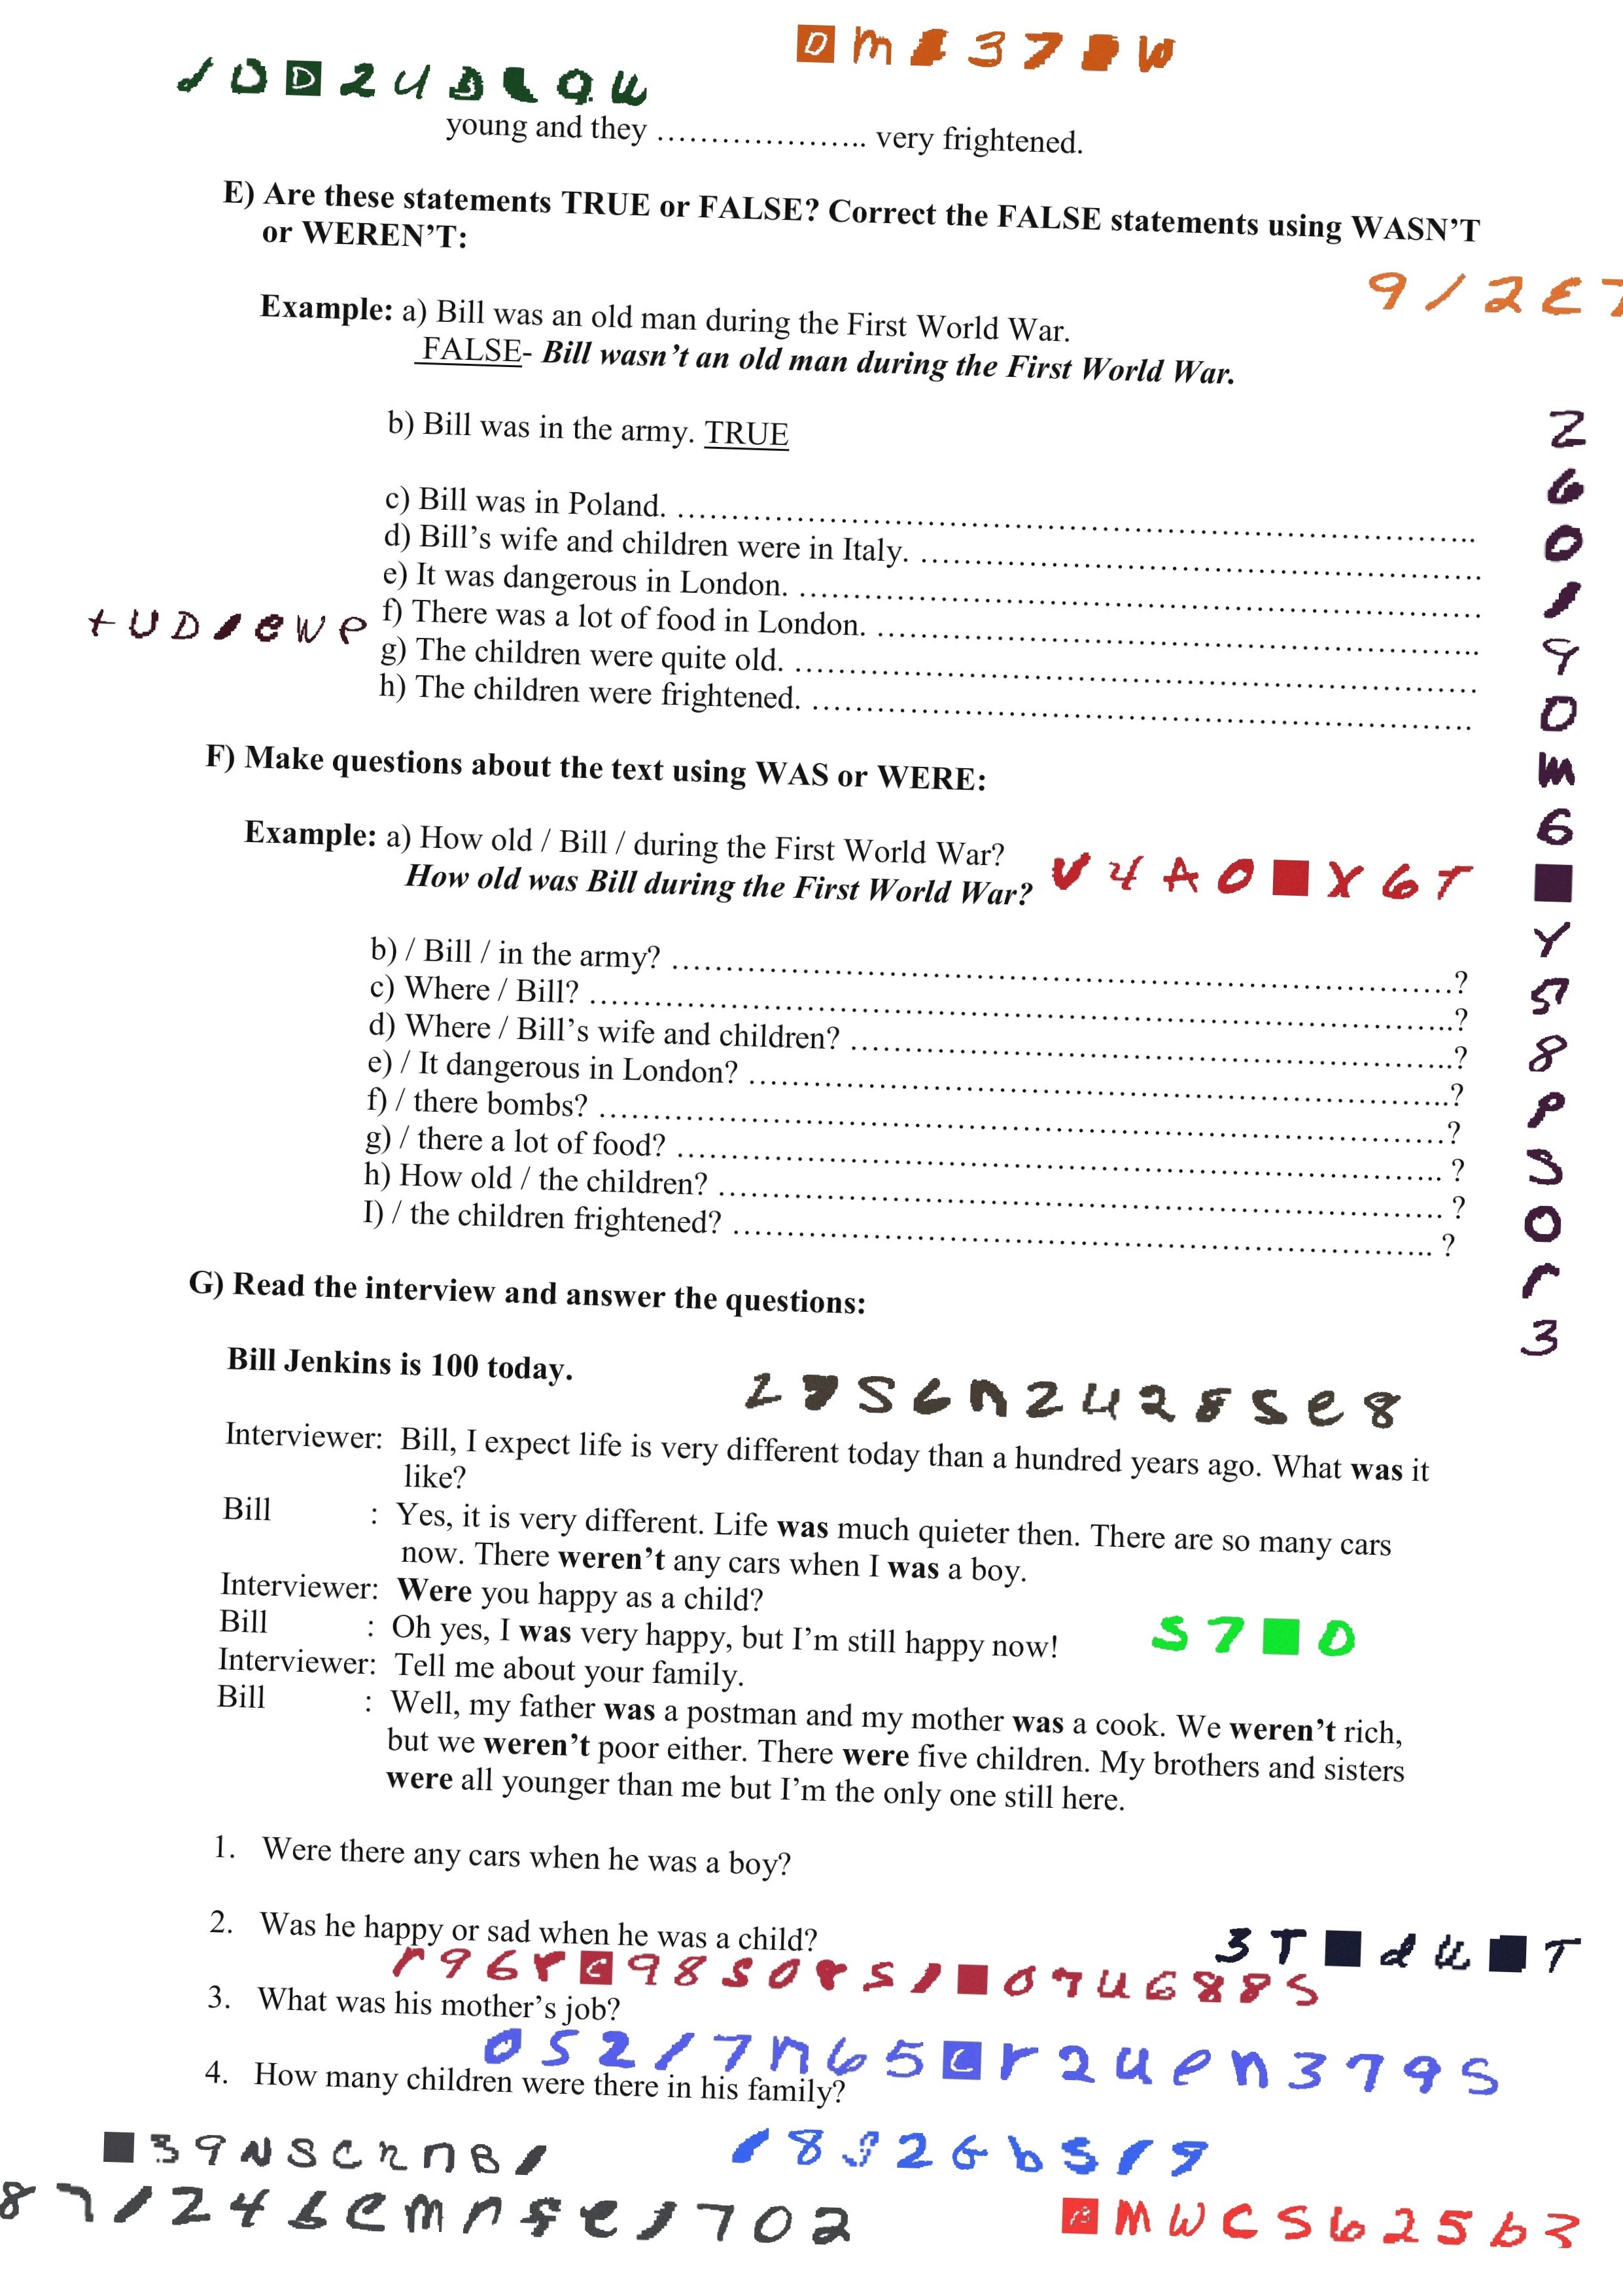 young and they ……………….. very frightened.
E) Are these statements TRUE or FALSE? Correct the FALSE statements using WASN’T
or WEREN’T:
Example: a) Bill was an old man during the First World War.
FALSE- Bill wasn’t an old man during the First World War.
b) Bill was in the army. TRUE
c) Bill was in Poland. ……………………………………………………………………..
d) Bill’s wife and children were in Italy. …………………………………………………
e) It was dangerous in London. ……………………………………………………………
f) There was a lot of food in London. ……………………………………………………..
g) The children were quite old. ……………………………………………………………
h) The children were frightened. …………………………………………………………
F) Make questions about the text using WAS or WERE:
Example: a) How old / Bill / during the First World War?
How old was Bill during the First World War?
b) / Bill / in the army? …………………………………………………………………….?
c) Where / Bill? ……………………………………………………………………………..?
d) Where / Bill’s wife and children? ……………………………………………………..?
e) / It dangerous in London? ……………………………………………………………..?
f) / there bombs? ………………………………………………………………………….?
g) / there a lot of food? ………………………………………………………………….. ?
h) How old / the children? ………………………………………………………………. ?
I) / the children frightened? …………………………………………………………….. ?
G) Read the interview and answer the questions:
Bill Jenkins is 100 today.
Interviewer: Bill, I expect life is very different today than a hundred years ago. What was it
like?
Bill : Yes, it is very different. Life was much quieter then. There are so many cars
now. There weren’t any cars when I was a boy.
Interviewer: Were you happy as a child?
Bill : Oh yes, I was very happy, but I’m still happy now!
Interviewer: Tell me about your family.
Bill : Well, my father was a postman and my mother was a cook. We weren’t rich,
but we weren’t poor either. There were five children. My brothers and sisters
were all younger than me but I’m the only one still here.
1. Were there any cars when he was a boy?
2. Was he happy or sad when he was a child?
3. What was his mother’s job?
4. How many children were there in his family?